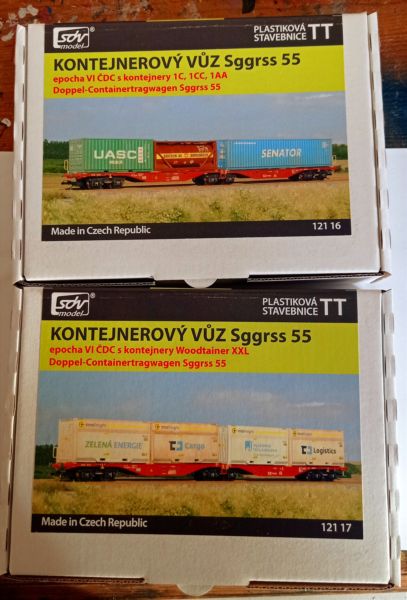 sdv®
model
PLASTIKOVÁ
STAVEBNICE TT
KONTEJNEROVÝ VŮZ Sggrss 55
epocha VI ČDC s kontejnery 1C, 1CC, 1AA
Doppel-Containertragwagen Sggrss 55
UASC
SENATOR
Made in Czech Republic
121 16
sdv®
model
PLASTIKOVÁ
STAVEBNICE TT
KONTEJNEROVÝ VŮZ Sggrss 55
epocha VI ČDC s kontejnery Woodtainer XXL
Doppel-Containertragwagen Sggrss 55
ZELENÁ ENERGIE
Cargo
Logistics
Made in Czech Republic
121 17